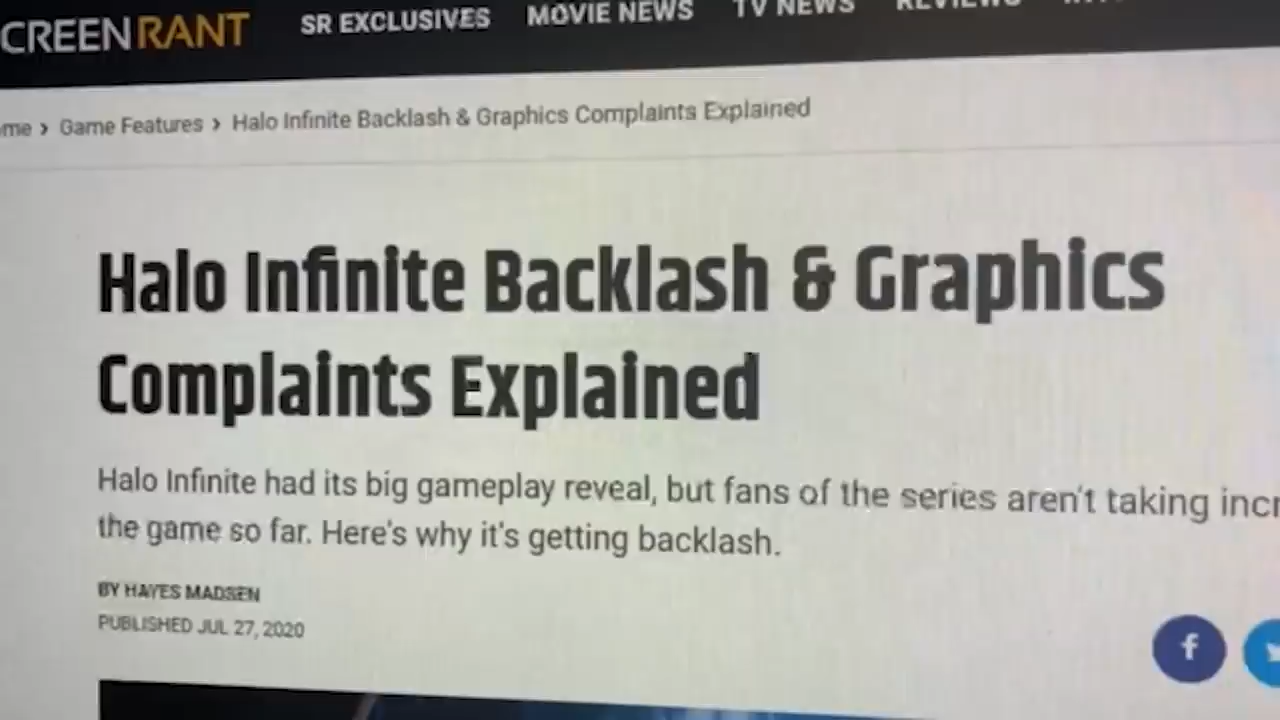 CREENRANT SR EXCLUSIVES MOVIE NEWS TV NEWS REVIEWS
me > Game Features > Halo Infinite Backlash & Graphics Complaints Explained
Halo Infinite Backlash & Graphics
Complaints Explained
Halo Infinite had its big gameplay reveal, but fans of the series aren't taking incr
the game so far. Here's why it's getting backlash.
BY HAYES MADSEN
PUBLISHED JUL 27, 2020
f